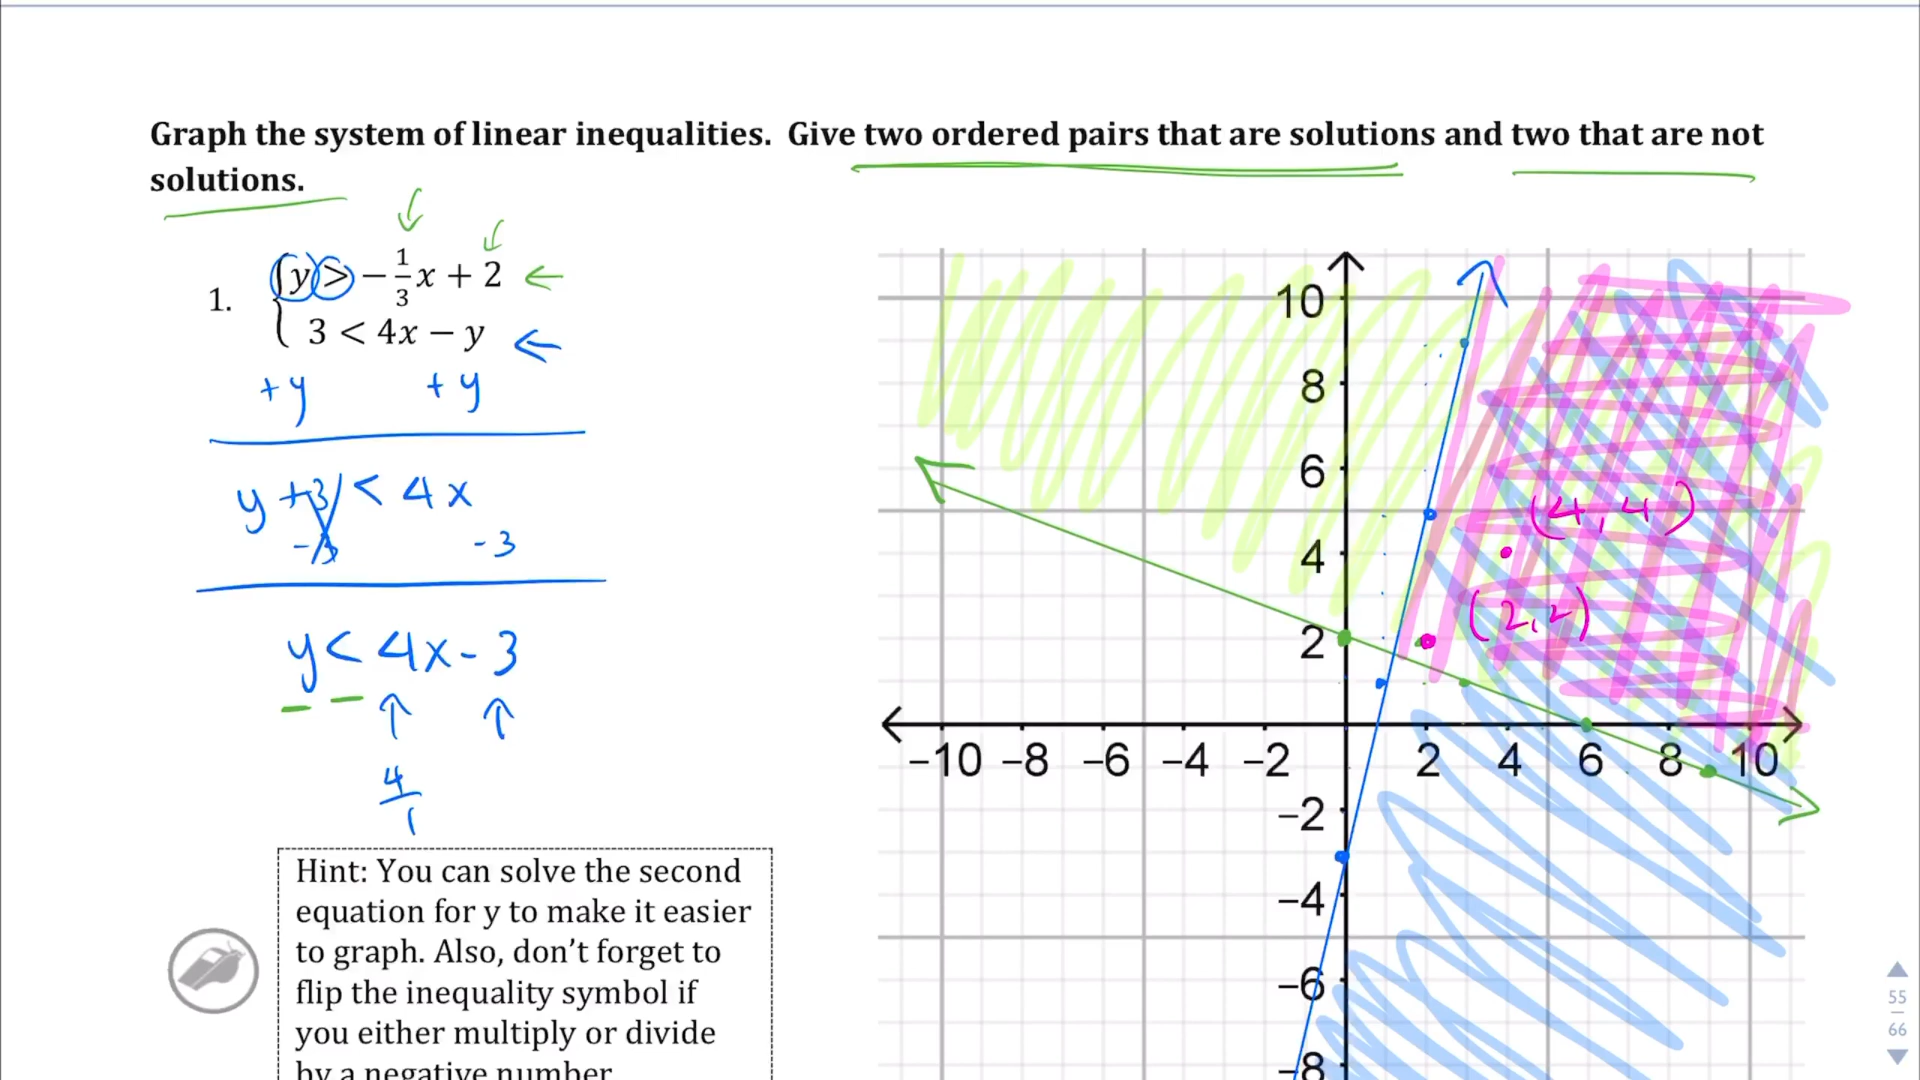 Graph the system of linear inequalities. Give two ordered pairs that are solutions and two that are not
solutions.
1. { y > − 1/3 x + 2
3 < 4x − y
+y +y
y +3 < 4x
-3 -3
y < 4x - 3
4/1
Hint: You can solve the second
equation for y to make it easier
to graph. Also, don’t forget to
flip the inequality symbol if
you either multiply or divide
by a negative number
10
8
6
4
2
−10 −8 −6 −4 −2 2 4 6 8 10
−2
−4
−6
−8
(4,4)
(2,2)
55
66